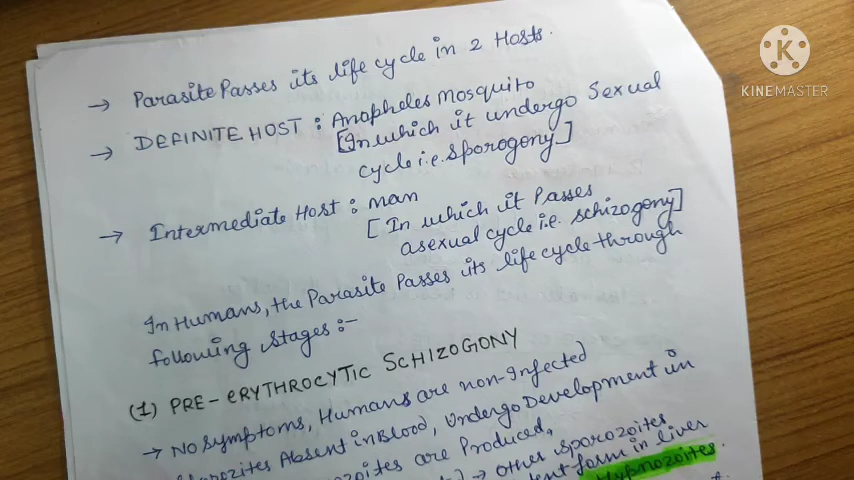 KINEMASTER
→ Parasite Passes its life cycle in 2 Hosts.
→ DEFINITE HOST : Anopheles Mosquito
[In which it undergo Sexual
cycle i.e. Sporogony]
→ Intermediate Host : man
[In which it Passes
asexual cycle i.e. schizogony]
In Humans, the Parasite Passes its life cycle through
following stages :-
(1) PRE-ERYTHROCYTIC SCHIZOGONY
→ No symptoms, Humans are non-Infected
Absent in Blood, Undergo Development in
are Produced,
→ other sporozoites
form in liver
Hypnozoites.